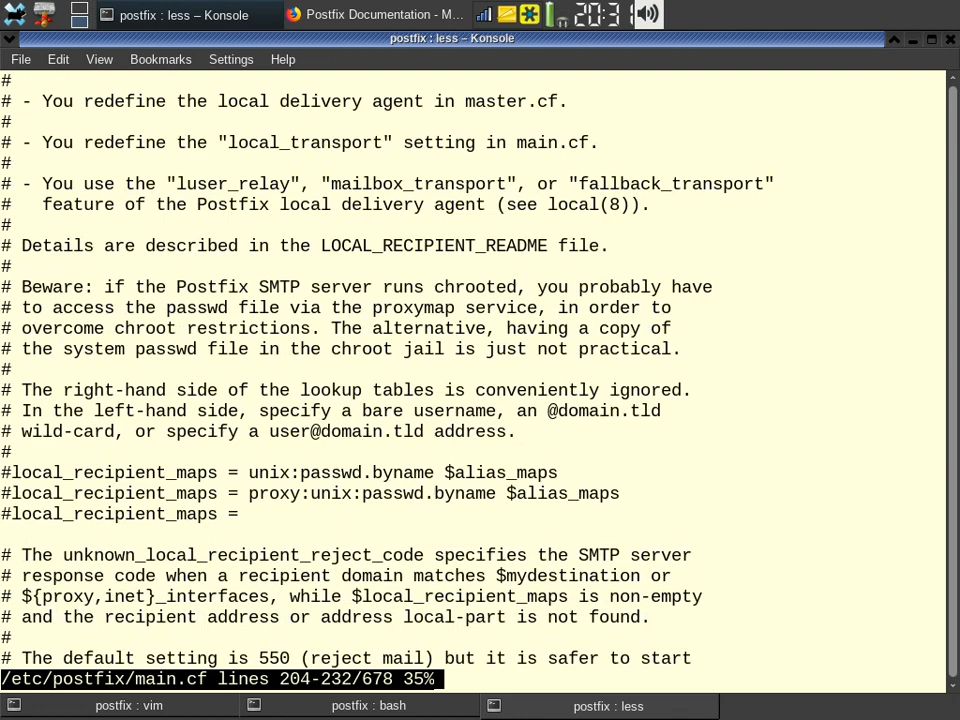 postfix : less – Konsole
Postfix Documentation - M...
20:31
postfix : less – Konsole
File Edit View Bookmarks Settings Help
#
# - You redefine the local delivery agent in master.cf.
#
# - You redefine the "local_transport" setting in main.cf.
#
# - You use the "luser_relay", "mailbox_transport", or "fallback_transport"
#   feature of the Postfix local delivery agent (see local(8)).
#
# Details are described in the LOCAL_RECIPIENT_README file.
#
# Beware: if the Postfix SMTP server runs chrooted, you probably have
# to access the passwd file via the proxymap service, in order to
# overcome chroot restrictions. The alternative, having a copy of
# the system passwd file in the chroot jail is just not practical.
#
# The right-hand side of the lookup tables is conveniently ignored.
# In the left-hand side, specify a bare username, an @domain.tld
# wild-card, or specify a user@domain.tld address.
#
#local_recipient_maps = unix:passwd.byname $alias_maps
#local_recipient_maps = proxy:unix:passwd.byname $alias_maps
#local_recipient_maps =
# The unknown_local_recipient_reject_code specifies the SMTP server
# response code when a recipient domain matches $mydestination or
# ${proxy,inet}_interfaces, while $local_recipient_maps is non-empty
# and the recipient address or address local-part is not found.
#
# The default setting is 550 (reject mail) but it is safer to start
/etc/postfix/main.cf lines 204-232/678 35%
postfix : vim
postfix : bash
postfix : less